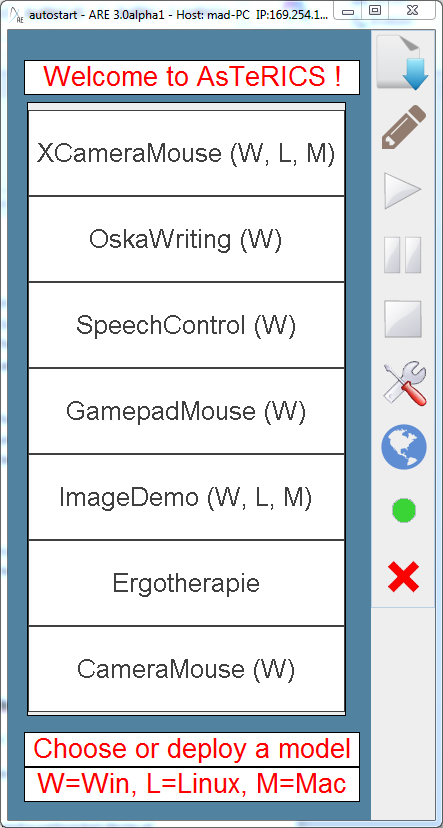 autostart - ARE 3.0alpha1 - Host: mad-PC IP:169.254.1...
ARE
Welcome to AsTeRICS !
XCameraMouse (W, L, M)
OskaWriting (W)
SpeechControl (W)
GamepadMouse (W)
ImageDemo (W, L, M)
Ergotherapie
CameraMouse (W)
Choose or deploy a model
W=Win, L=Linux, M=Mac